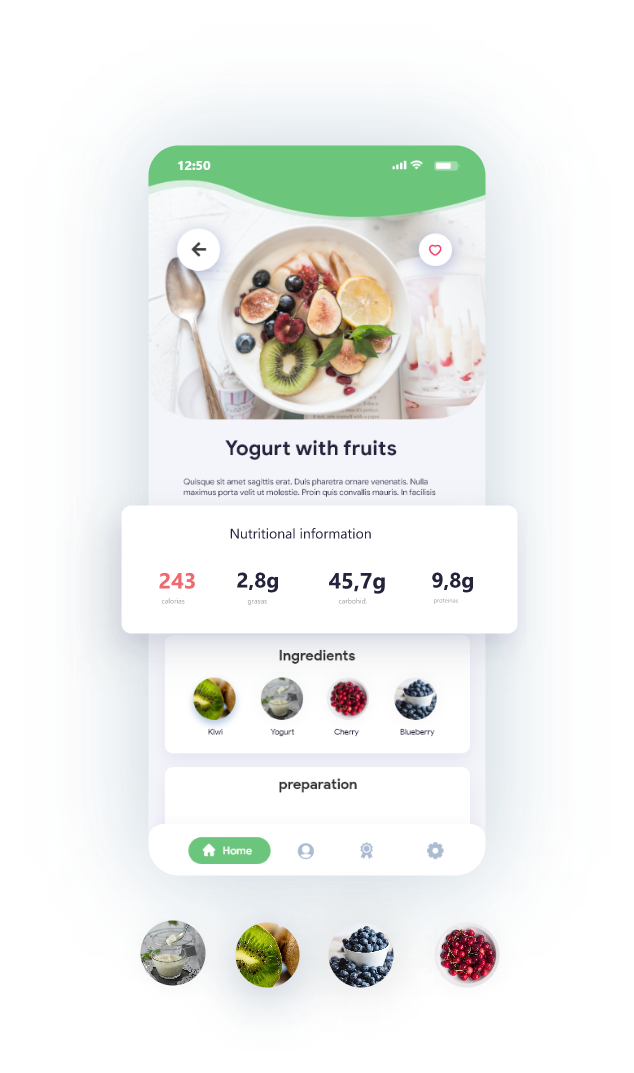 12:50
Yogurt with fruits
Quisque sit amet sagittis erat. Duis pharetra ornare venenatis. Nulla
maximus porta velit ut molestie. Proin quis convallis mauris. In facilisis
Nutritional information
243 2,8g 45,7g 9,8g
calorias grasas carbohid. proteinas
Ingredients
Kiwi Yogurt Cherry Blueberry
preparation
Home